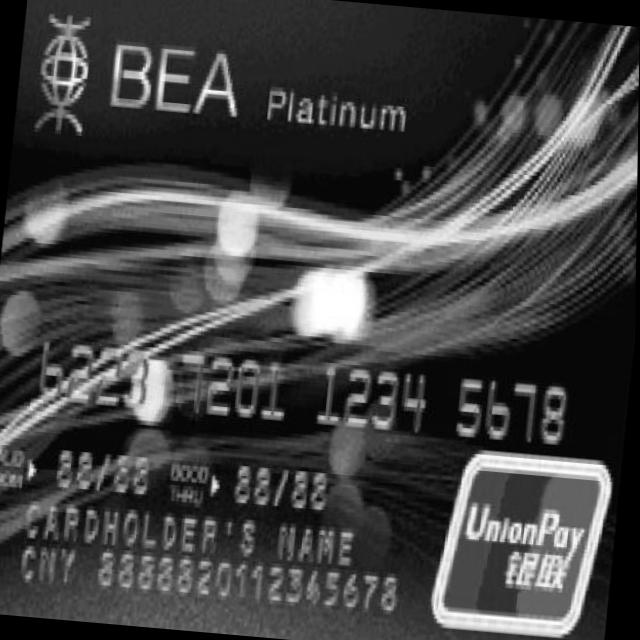 BEA Platinum
6223 7201 1234 5678
88/88 GOOD THRU 88/88
CARDHOLDER'S NAME
CNY 8888820112345678
UnionPay
银联